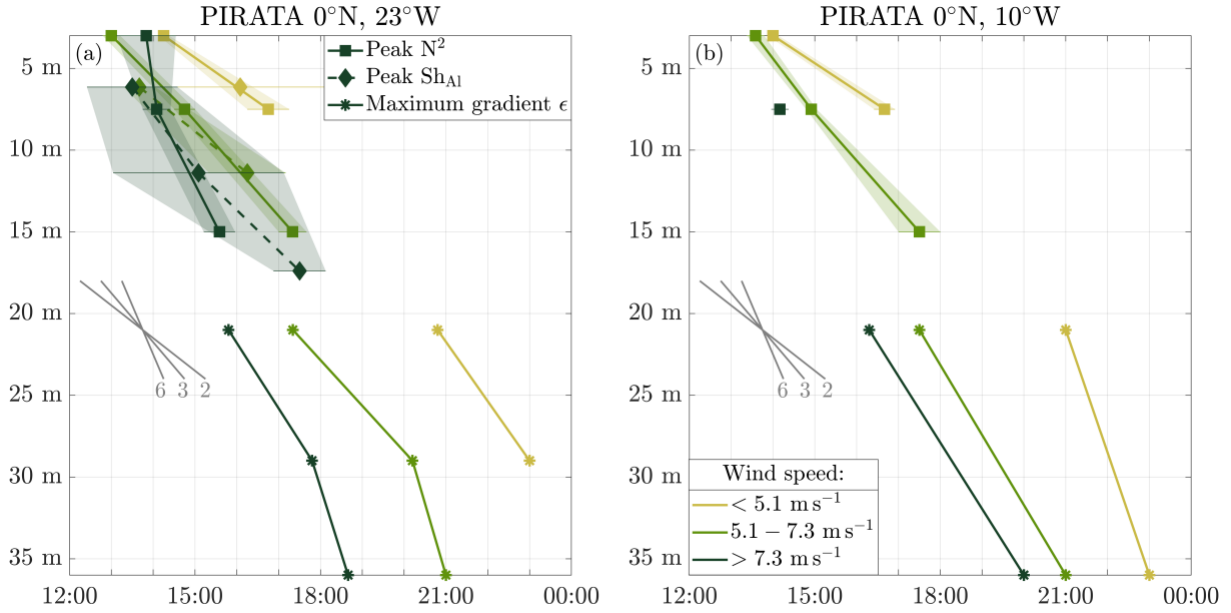 PIRATA 0°N, 23°W
(a)
Peak N²
Peak Sh_Al
Maximum gradient ϵ
5 m
10 m
15 m
20 m
25 m
30 m
35 m
6 3 2
12:00 15:00 18:00 21:00 00:00
PIRATA 0°N, 10°W
(b)
5 m
10 m
15 m
20 m
25 m
30 m
35 m
6 3 2
Wind speed:
< 5.1 m s⁻¹
5.1 − 7.3 m s⁻¹
> 7.3 m s⁻¹
12:00 15:00 18:00 21:00 00:00